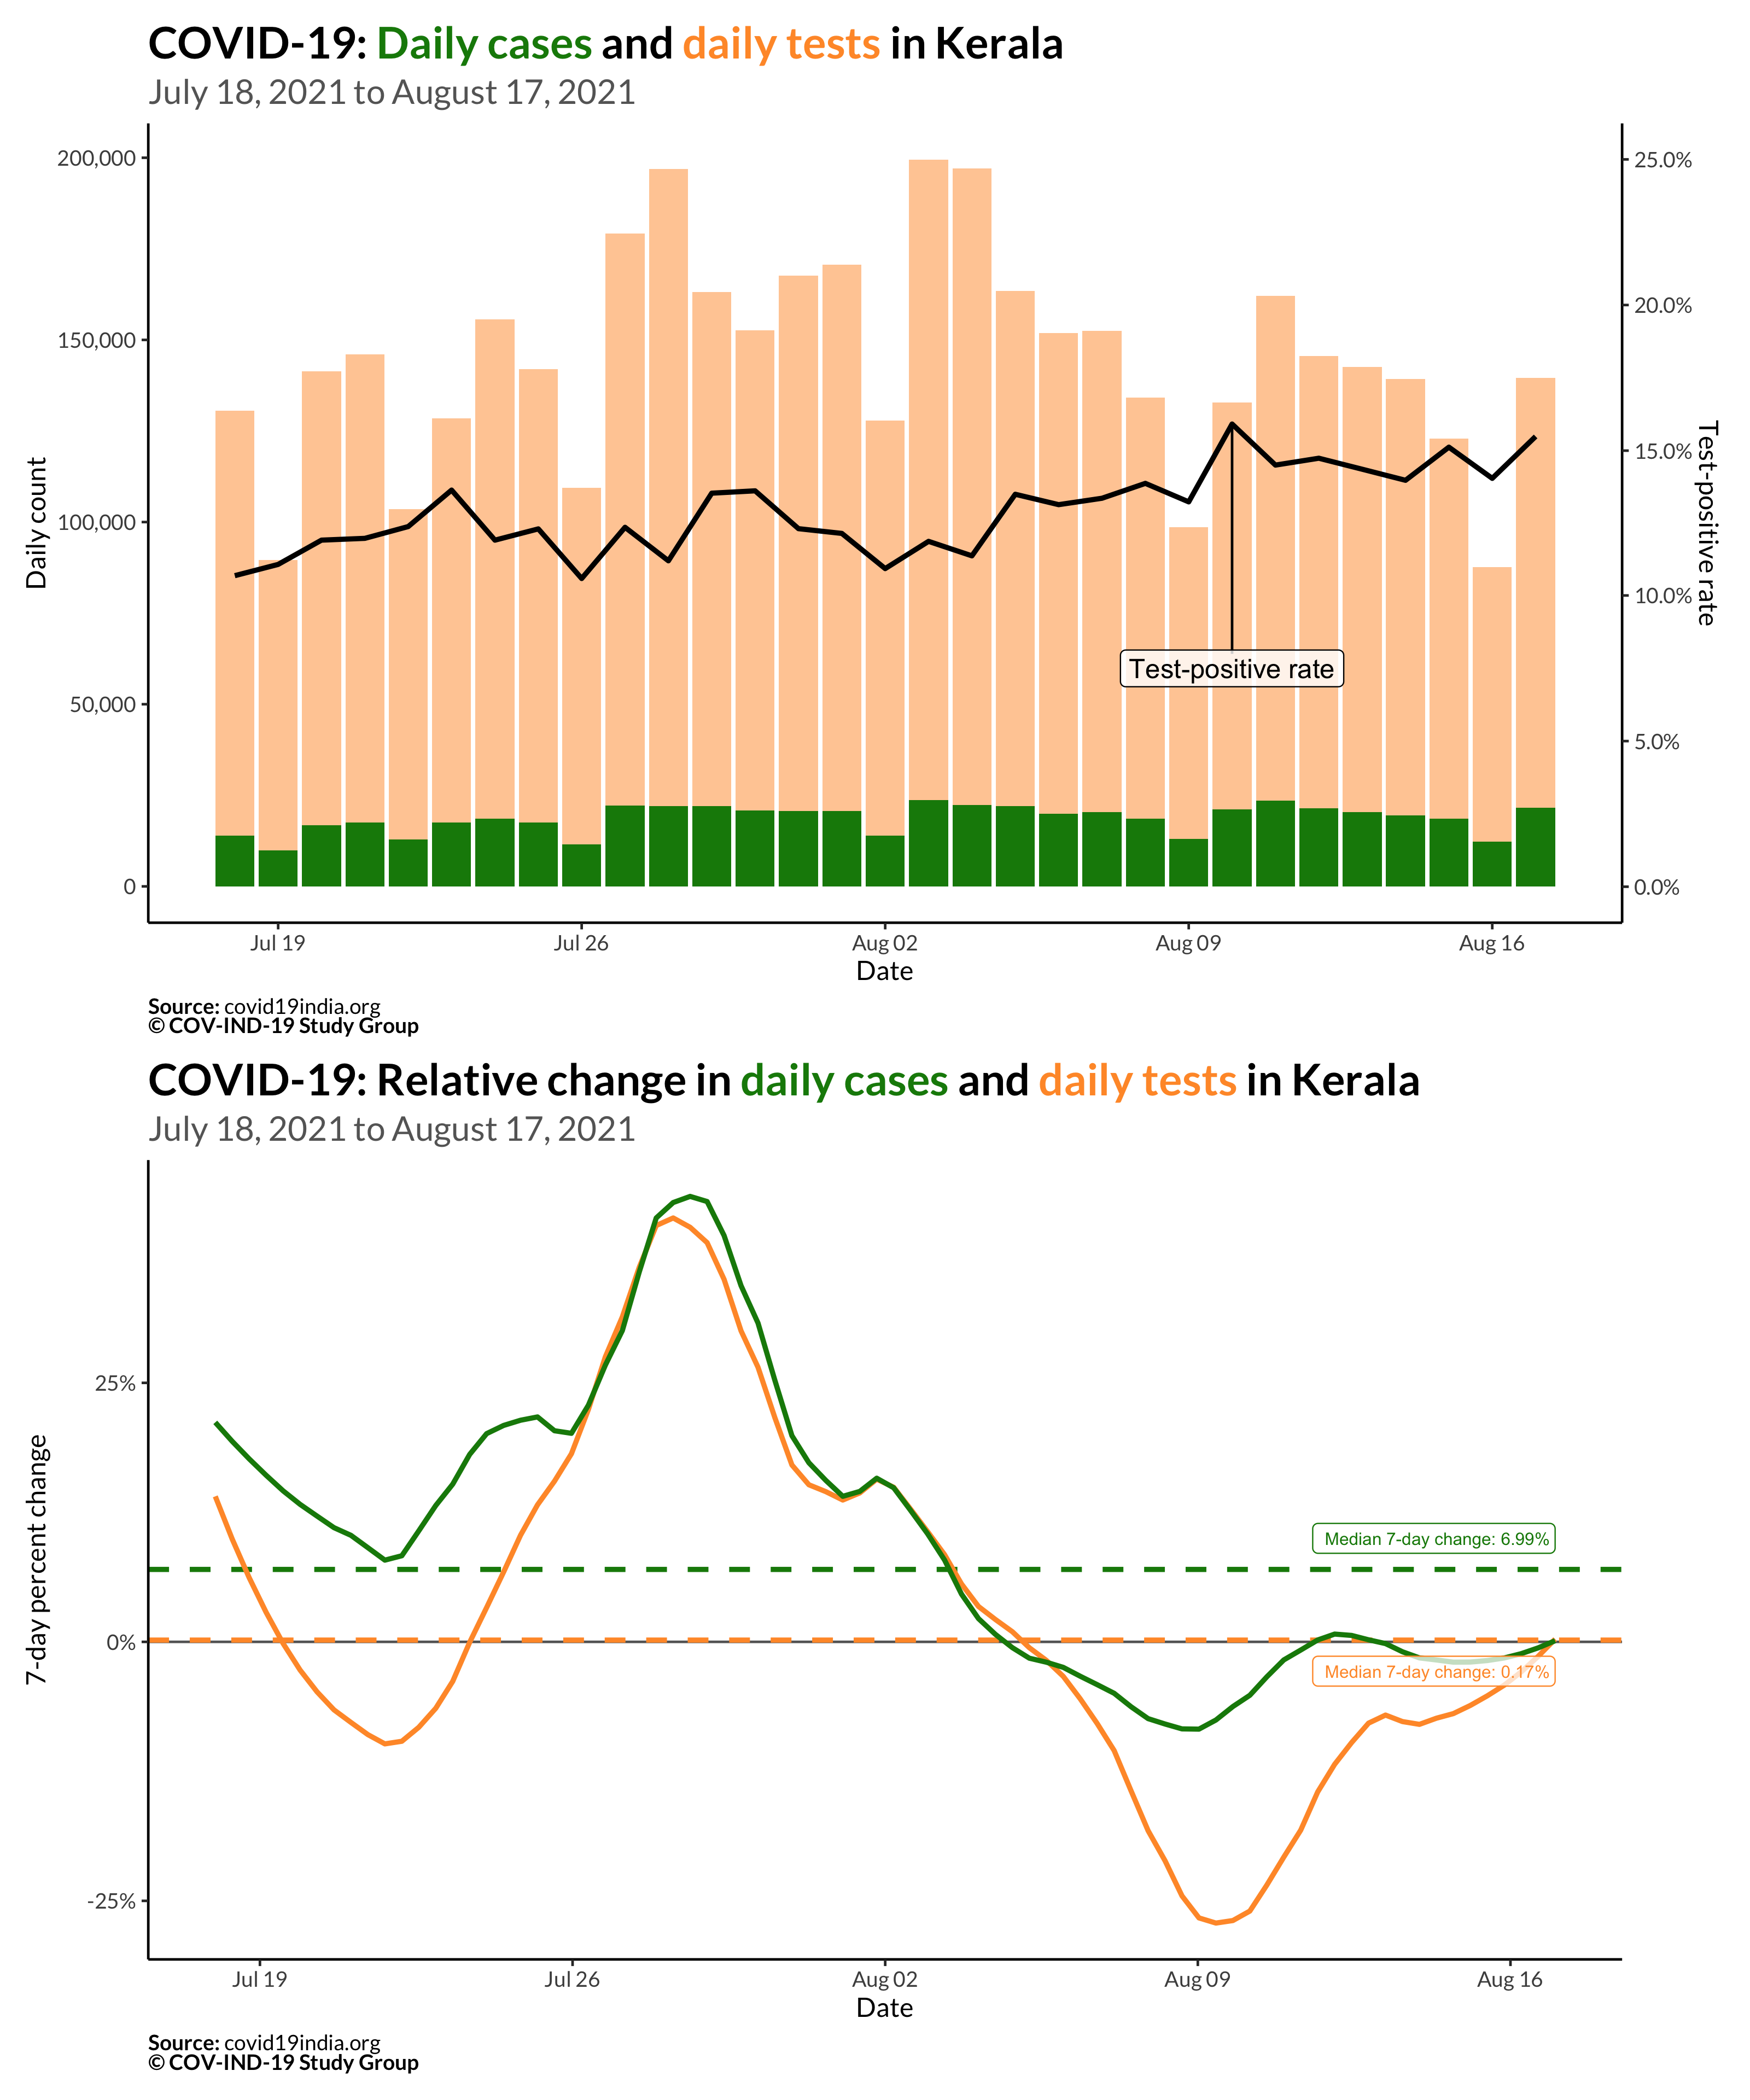 COVID-19: Daily cases and daily tests in Kerala
July 18, 2021 to August 17, 2021
200,000
150,000
100,000
50,000
0
Daily count
25.0%
20.0%
15.0%
10.0%
5.0%
0.0%
Test-positive rate
Test-positive rate
Jul 19
Jul 26
Aug 02
Aug 09
Aug 16
Date
Source: covid19india.org
© COV-IND-19 Study Group
COVID-19: Relative change in daily cases and daily tests in Kerala
July 18, 2021 to August 17, 2021
25%
0%
-25%
7-day percent change
Median 7-day change: 6.99%
Median 7-day change: 0.17%
Jul 19
Jul 26
Aug 02
Aug 09
Aug 16
Date
Source: covid19india.org
© COV-IND-19 Study Group